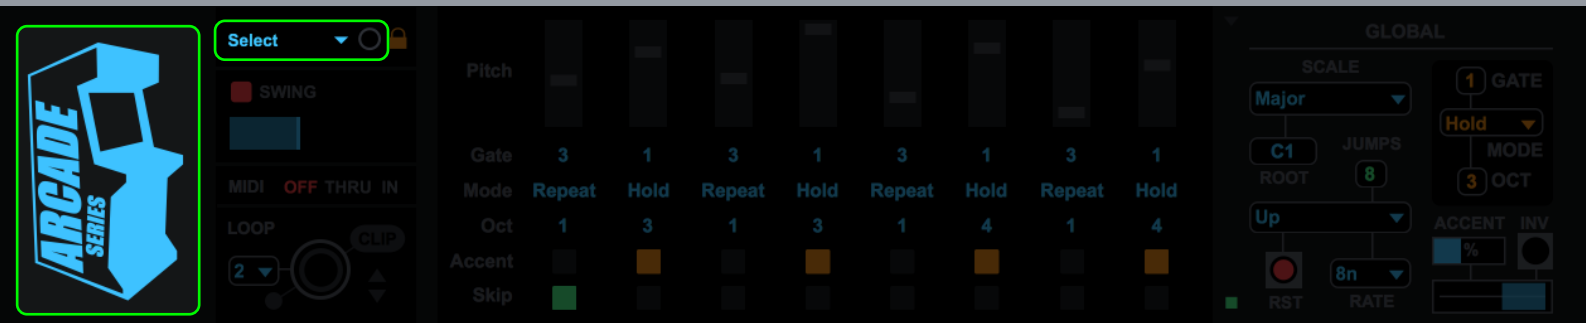 ARCADE
SERIES
Select
SWING
MIDI OFF THRU IN
LOOP
CLIP
2
Pitch
Gate 3 1 3 1 3 1 3 1
Mode Repeat Hold Repeat Hold Repeat Hold Repeat Hold
Oct 1 3 1 3 1 4 1 4
Accent
Skip
GLOBAL
SCALE
Major
C1
ROOT
JUMPS
8
Up
RST
8n
RATE
1 GATE
Hold
MODE
3 OCT
ACCENT INV
%